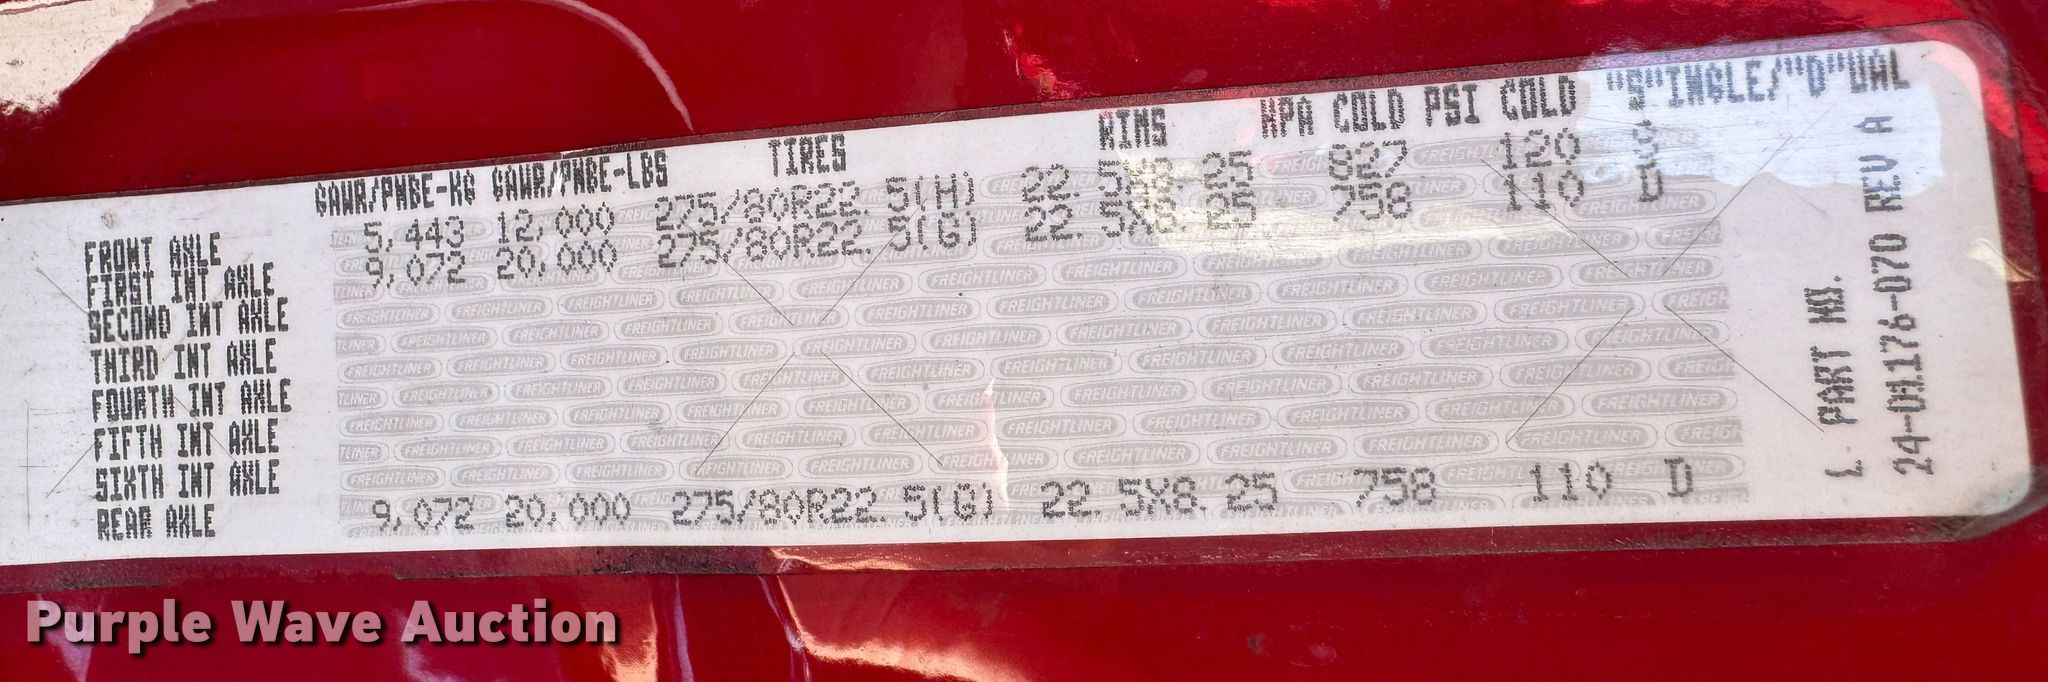 GAWR/PNBE-KG GAWR/PNBE-LBS TIRES RIMS KPA COLD PSI COLD "S"INGLE/"D"UAL
FRONT AXLE 5,443 12,000 275/80R22.5(H) 22.5X8.25 827 120
FIRST INT AXLE 9,072 20,000 275/80R22.5(G) 22.5X8.25 758 110 D
SECOND INT AXLE
THIRD INT AXLE
FOURTH INT AXLE
FIFTH INT AXLE
SIXTH INT AXLE
REAR AXLE 9,072 20,000 275/80R22.5(G) 22.5X8.25 758 110 D
PART NO.
24-01176-070 REV A
FREIGHTLINER
Purple Wave Auction